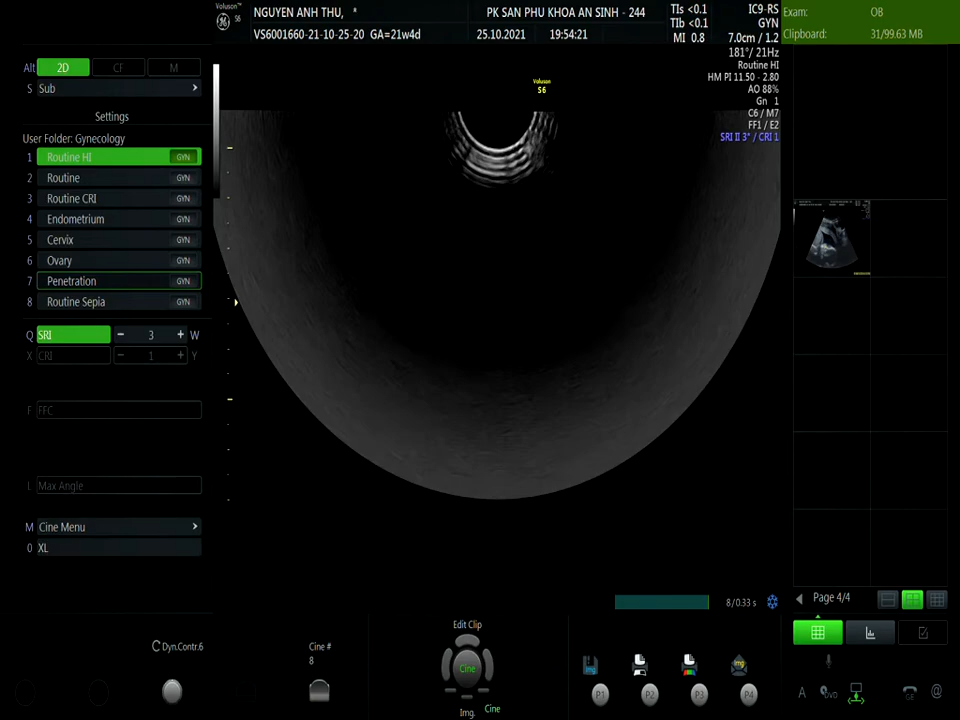 Voluson
S6
NGUYEN ANH THU, *
PK SAN PHU KHOA AN SINH - 244
VS6001660-21-10-25-20 GA=21w4d
25.10.2021
19:54:21
TIs <0.1
TIb <0.1
MI 0.8
IC9-RS
GYN
7.0cm / 1.2
181°/ 21Hz
Routine HI
HM PI 11.50 - 2.80
AO 88%
Gn 1
C6 / M7
FF1 / E2
SRI II 3° / CRI 1
Exam: OB
Clipboard: 31/99.63 MB
Alt 2D CF M
S Sub >
Settings
User Folder: Gynecology
1 Routine HI GYN
2 Routine GYN
3 Routine CRI GYN
4 Endometrium GYN
5 Cervix GYN
6 Ovary GYN
7 Penetration GYN
8 Routine Sepia GYN
Q SRI − 3 + W
X CRI − 1 + Y
F FFC
L Max Angle
M Cine Menu >
0 XL
Voluson
S6
8/0.33 s
Page 4/4
C Dyn.Contr.6
Cine #
8
Edit Clip
Cine
Img. Cine
Img
Img
P1 P2 P3 P4
A DVD GE @